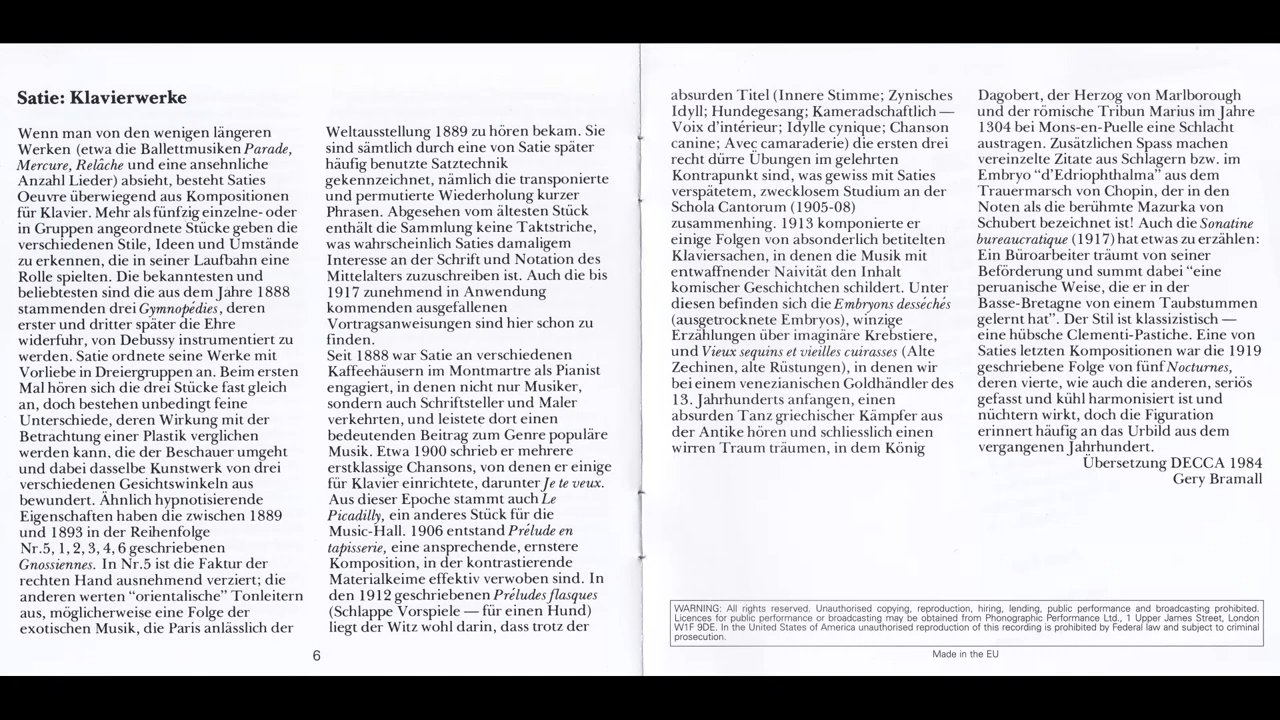 Satie: Klavierwerke
Wenn man von den wenigen längeren
Werken (etwa die Ballettmusiken Parade,
Mercure, Relâche und eine ansehnliche
Anzahl Lieder) absieht, besteht Saties
Oeuvre überwiegend aus Kompositionen
für Klavier. Mehr als fünfzig einzelne- oder
in Gruppen angeordnete Stücke geben die
verschiedenen Stile, Ideen und Umstände
zu erkennen, die in seiner Laufbahn eine
Rolle spielten. Die bekanntesten und
beliebtesten sind die aus dem Jahre 1888
stammenden drei Gymnopédies, deren
erster und dritter später die Ehre
widerfuhr, von Debussy instrumentiert zu
werden. Satie ordnete seine Werke mit
Vorliebe in Dreiergruppen an. Beim ersten
Mal hören sich die drei Stücke fast gleich
an, doch bestehen unbedingt feine
Unterschiede, deren Wirkung mit der
Betrachtung einer Plastik verglichen
werden kann, die der Beschauer umgeht
und dabei dasselbe Kunstwerk von drei
verschiedenen Gesichtswinkeln aus
bewundert. Ähnlich hypnotisierende
Eigenschaften haben die zwischen 1889
und 1893 in der Reihenfolge
Nr.5, 1, 2, 3, 4, 6 geschriebenen
Gnossiennes. In Nr.5 ist die Faktur der
rechten Hand ausnehmend verziert; die
anderen werten “orientalische” Tonleitern
aus, möglicherweise eine Folge der
exotischen Musik, die Paris anlässlich der
Weltausstellung 1889 zu hören bekam. Sie
sind sämtlich durch eine von Satie später
häufig benutzte Satztechnik
gekennzeichnet, nämlich die transponierte
und permutierte Wiederholung kurzer
Phrasen. Abgesehen vom ältesten Stück
enthält die Sammlung keine Taktstriche,
was wahrscheinlich Saties damaligem
Interesse an der Schrift und Notation des
Mittelalters zuzuschreiben ist. Auch die bis
1917 zunehmend in Anwendung
kommenden ausgefallenen
Vortragsanweisungen sind hier schon zu
finden.
Seit 1888 war Satie an verschiedenen
Kaffeehäusern im Montmartre als Pianist
engagiert, in denen nicht nur Musiker,
sondern auch Schriftsteller und Maler
verkehrten, und leistete dort einen
bedeutenden Beitrag zum Genre populäre
Musik. Etwa 1900 schrieb er mehrere
erstklassige Chansons, von denen er einige
für Klavier einrichtete, darunter Je te veux.
Aus dieser Epoche stammt auch Le
Picadilly, ein anderes Stück für die
Music-Hall. 1906 entstand Prélude en
tapisserie, eine ansprechende, ernstere
Komposition, in der kontrastierende
Materialkeime effektiv verwoben sind. In
den 1912 geschriebenen Préludes flasques
(Schlappe Vorspiele — für einen Hund)
liegt der Witz wohl darin, dass trotz der
6
absurden Titel (Innere Stimme; Zynisches
Idyll; Hundegesang; Kameradschaftlich —
Voix d’intérieur; Idylle cynique; Chanson
canine; Avec camaraderie) die ersten drei
recht dürre Übungen im gelehrten
Kontrapunkt sind, was gewiss mit Saties
verspätetem, zwecklosem Studium an der
Schola Cantorum (1905-08)
zusammenhing. 1913 komponierte er
einige Folgen von absonderlich betitelten
Klaviersachen, in denen die Musik mit
entwaffnender Naivität den Inhalt
komischer Geschichtchen schildert. Unter
diesen befinden sich die Embryons desséchés
(ausgetrocknete Embryos), winzige
Erzählungen über imaginäre Krebstiere,
und Vieux sequins et vieilles cuirasses (Alte
Zechinen, alte Rüstungen), in denen wir
bei einem venezianischen Goldhändler des
13. Jahrhunderts anfangen, einen
absurden Tanz griechischer Kämpfer aus
der Antike hören und schliesslich einen
wirren Traum träumen, in dem König
Dagobert, der Herzog von Marlborough
und der römische Tribun Marius im Jahre
1304 bei Mons-en-Puelle eine Schlacht
austragen. Zusätzlichen Spass machen
vereinzelte Zitate aus Schlagern bzw. im
Embryo “d’Edriophthalma” aus dem
Trauermarsch von Chopin, der in den
Noten als die berühmte Mazurka von
Schubert bezeichnet ist! Auch die Sonatine
bureaucratique (1917) hat etwas zu erzählen:
Ein Büroarbeiter träumt von seiner
Beförderung und summt dabei “eine
peruanische Weise, die er in der
Basse-Bretagne von einem Taubstummen
gelernt hat”. Der Stil ist klassizistisch —
eine hübsche Clementi-Pastiche. Eine von
Saties letzten Kompositionen war die 1919
geschriebene Folge von fünf Nocturnes,
deren vierte, wie auch die anderen, seriös
gefasst und kühl harmonisiert ist und
nüchtern wirkt, doch die Figuration
erinnert häufig an das Urbild aus dem
vergangenen Jahrhundert.
Übersetzung DECCA 1984
Gery Bramall
WARNING: All rights reserved. Unauthorised copying, reproduction, hiring, lending, public performance and broadcasting prohibited.
Licences for public performance or broadcasting may be obtained from Phonographic Performance Ltd., 1 Upper James Street, London
W1F 9DE. In the United States of America unauthorised reproduction of this recording is prohibited by Federal law and subject to criminal
prosecution.
Made in the EU